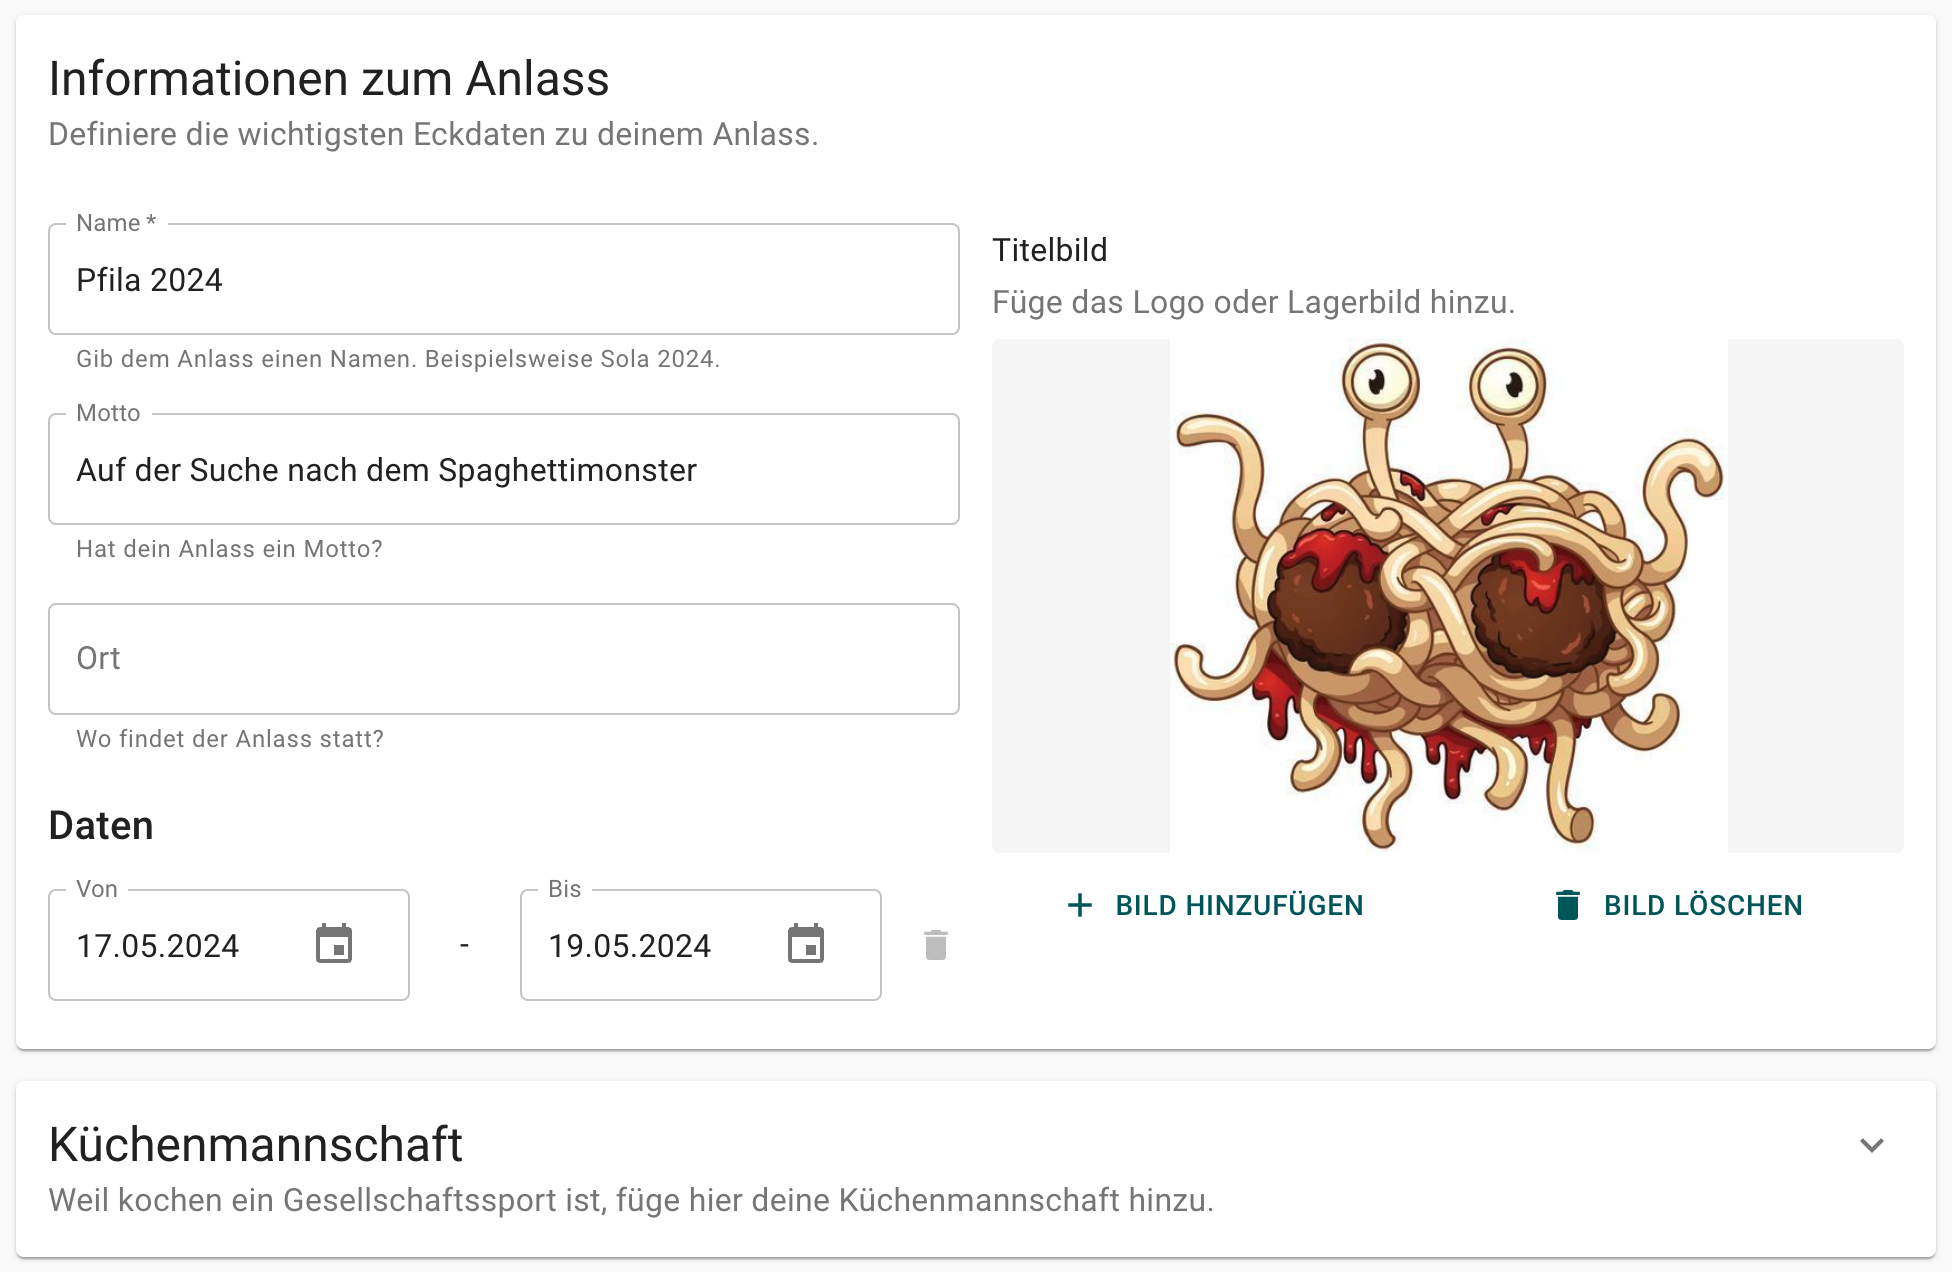 Informationen zum Anlass
Definiere die wichtigsten Eckdaten zu deinem Anlass.
Name *
Pfila 2024
Gib dem Anlass einen Namen. Beispielsweise Sola 2024.
Motto
Auf der Suche nach dem Spaghettimonster
Hat dein Anlass ein Motto?
Ort
Wo findet der Anlass statt?
Daten
Von
17.05.2024
-
Bis
19.05.2024
Titelbild
Füge das Logo oder Lagerbild hinzu.
BILD HINZUFÜGEN
BILD LÖSCHEN
Küchenmannschaft
Weil kochen ein Gesellschaftssport ist, füge hier deine Küchenmannschaft hinzu.